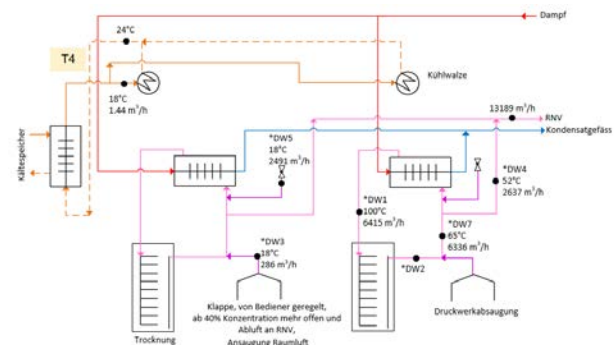 Dampf
24°C
T4
Kühlwalze
18°C
1.44 m³/h
13189 m³/h
RNV
Kondensatgefäss
Kältespeicher
*DW5
18°C
2491 m³/h
*DW4
52°C
2637 m³/h
*DW1
100°C
6415 m³/h
*DW7
65°C
6336 m³/h
*DW3
18°C
286 m³/h
*DW2
Klappe, von Bediener geregelt,
ab 40% Konzentration mehr offen und
Abluft an RNV,
Ansaugung Raumluft
Druckwerkabsaugung
Trocknung